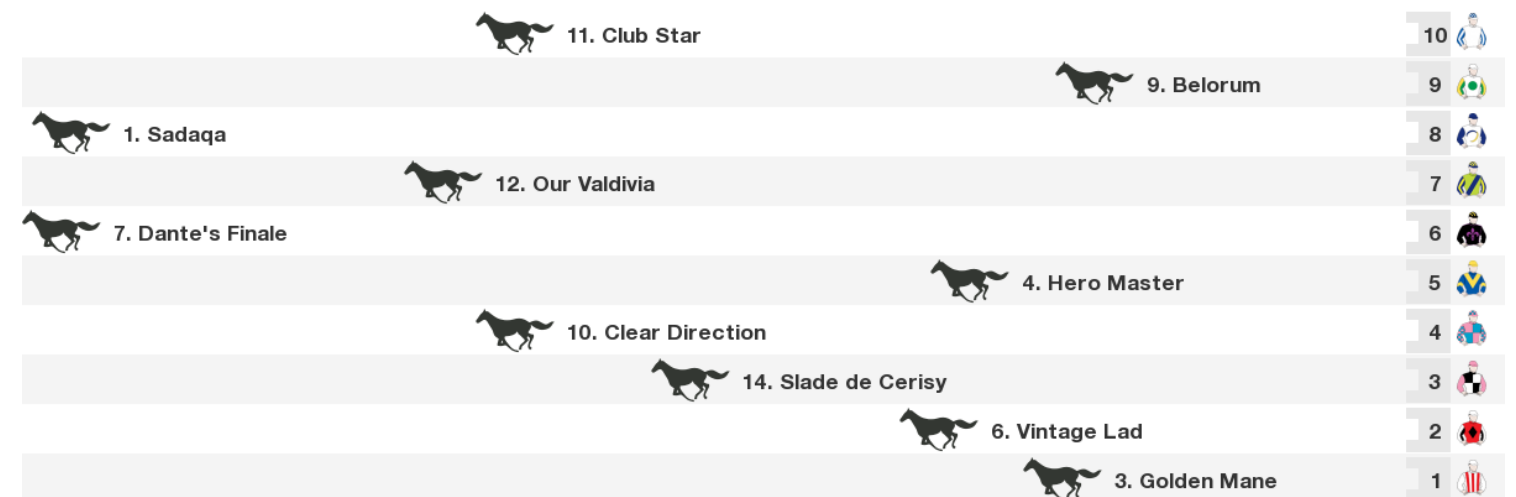 11. Club Star 10
9. Belorum 9
1. Sadaqa 8
12. Our Valdivia 7
7. Dante's Finale 6
4. Hero Master 5
10. Clear Direction 4
14. Slade de Cerisy 3
6. Vintage Lad 2
3. Golden Mane 1